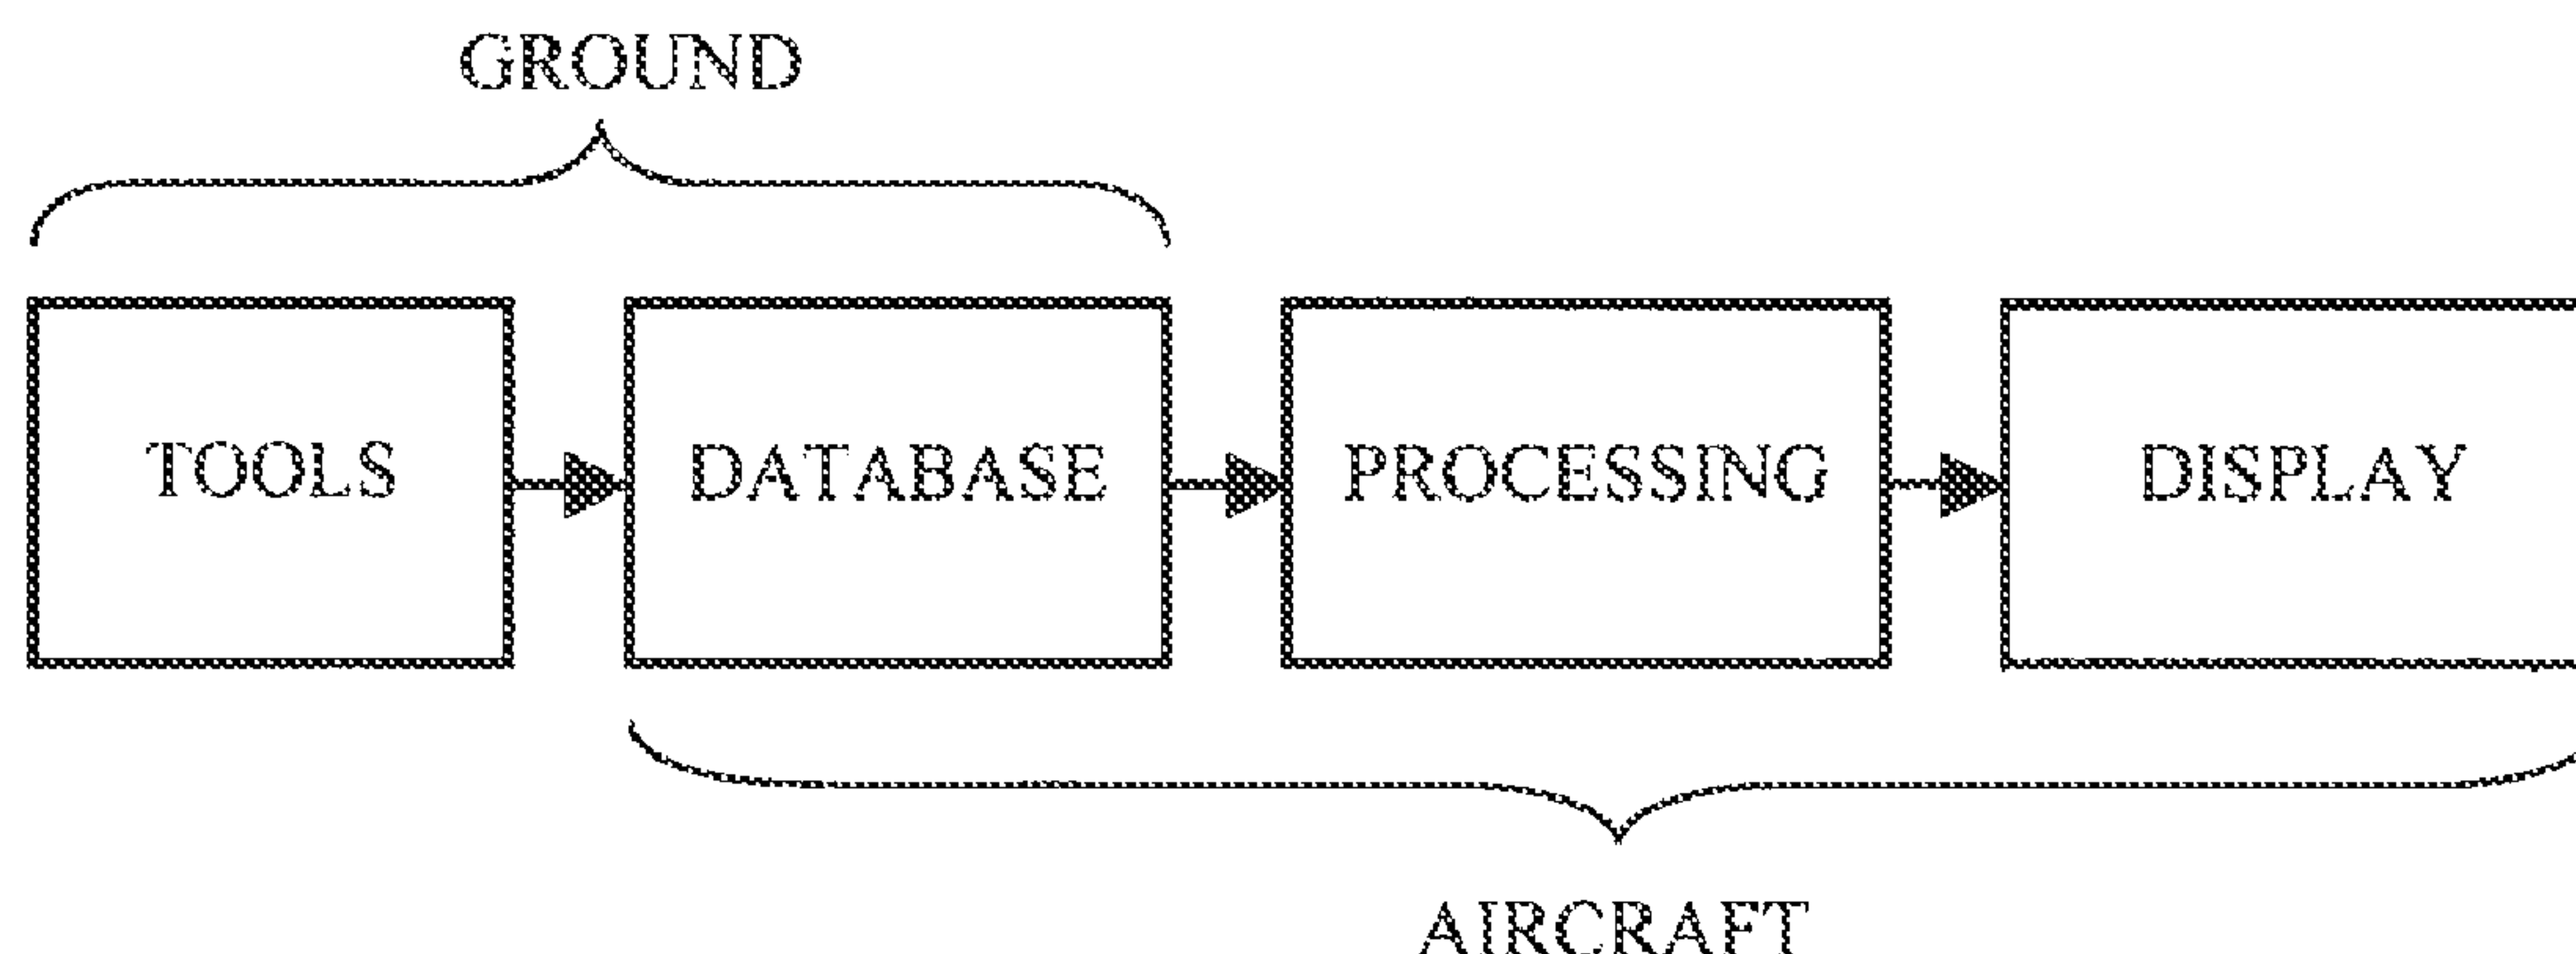 GROUND
TOOLS
DATABASE
PROCESSING
DISPLAY
AIRCRAFT